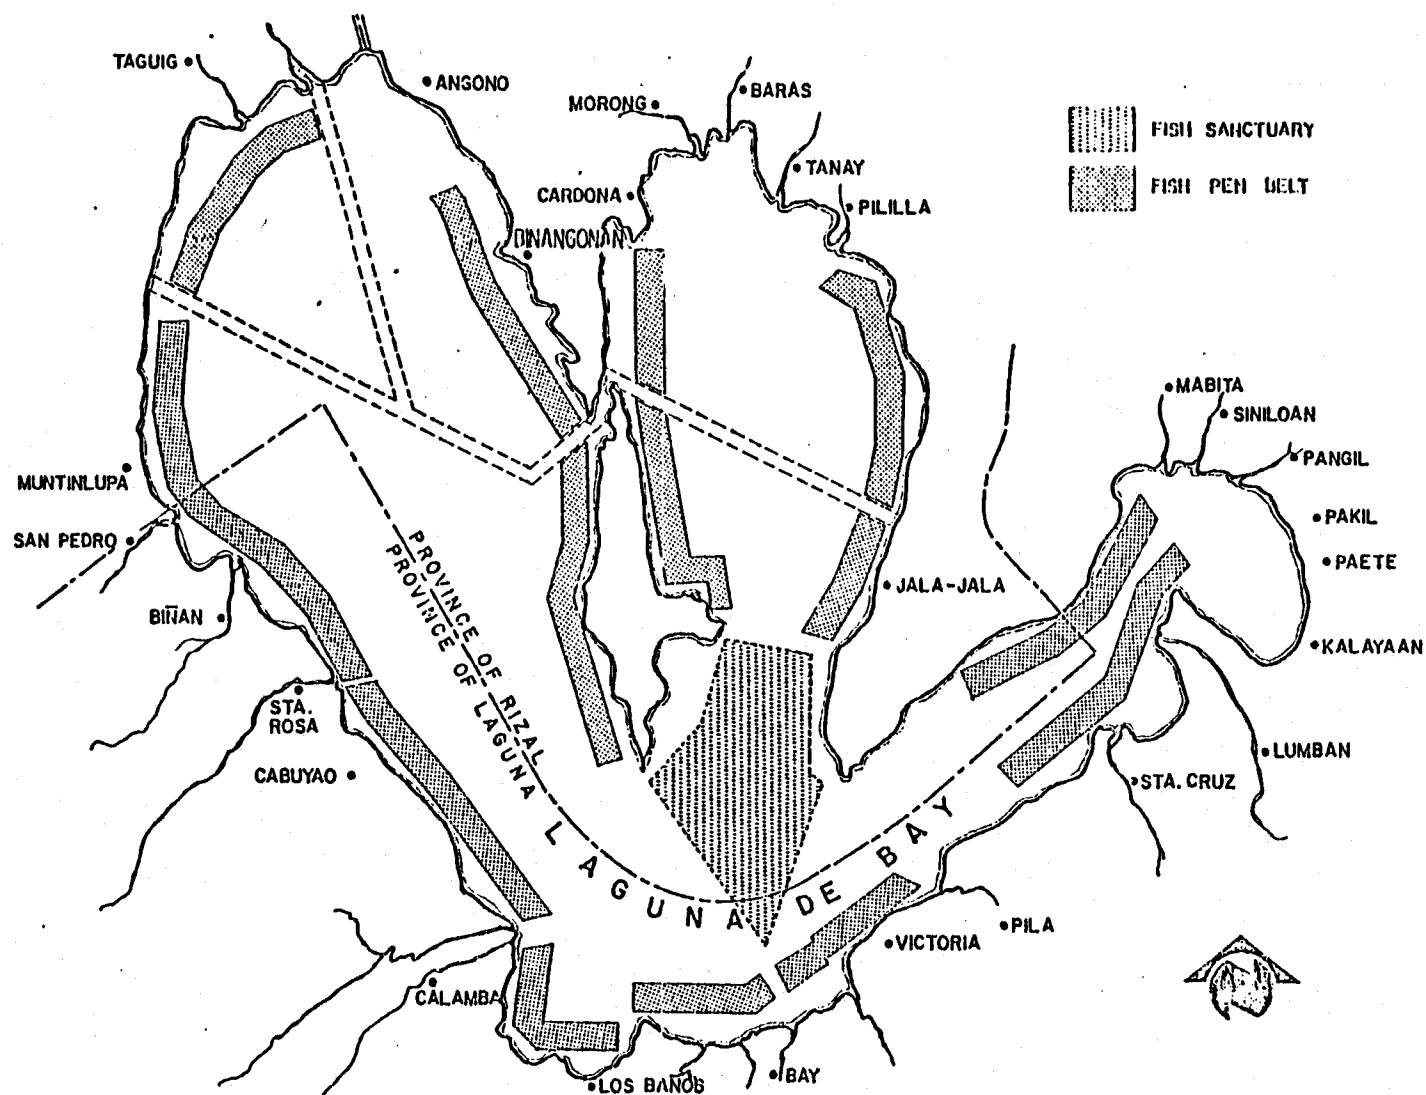 TAGUIG
ANGONO
MORONG
BARAS
FISH SANCTUARY
TANAY
FISH PEN BELT
CARDONA
PILILLA
BINANGONAN
MABITA
SINILOAN
PANGIL
MUNTINLUPA
PAKIL
SAN PEDRO
PAETE
JALA-JALA
BIÑAN
KALAYAAN
PROVINCE OF RIZAL
PROVINCE OF LAGUNA
STA.
ROSA
LUMBAN
CABUYAO
STA. CRUZ
LAGUNA DE BAY
PILA
VICTORIA
CALAMBA
N
LOS BAÑOS
BAY